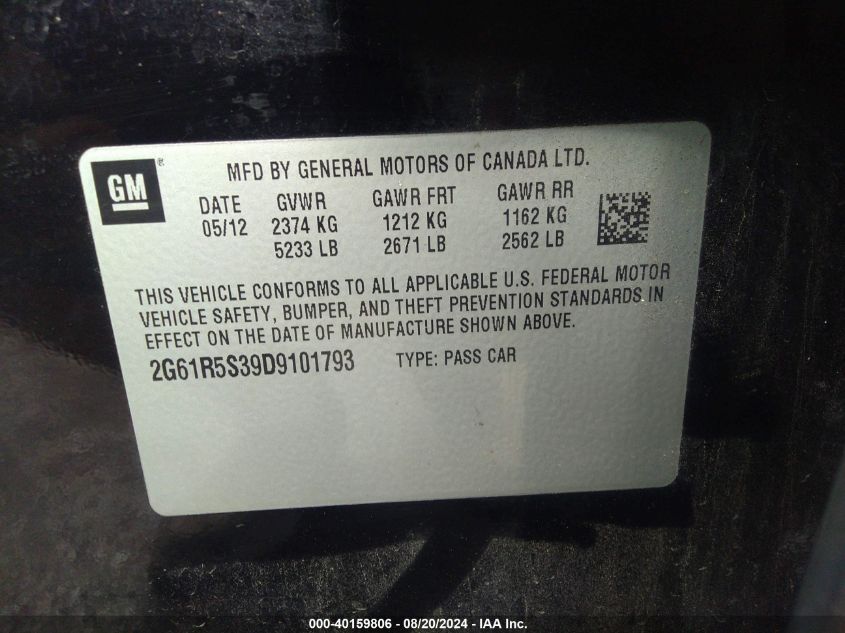 GM®
MFD BY GENERAL MOTORS OF CANADA LTD.
DATE GVWR GAWR FRT GAWR RR
05/12 2374 KG 1212 KG 1162 KG
5233 LB 2671 LB 2562 LB
THIS VEHICLE CONFORMS TO ALL APPLICABLE U.S. FEDERAL MOTOR
VEHICLE SAFETY, BUMPER, AND THEFT PREVENTION STANDARDS IN
EFFECT ON THE DATE OF MANUFACTURE SHOWN ABOVE.
2G61R5S39D9101793 TYPE: PASS CAR
000-40159806 - 08/20/2024 - IAA Inc.